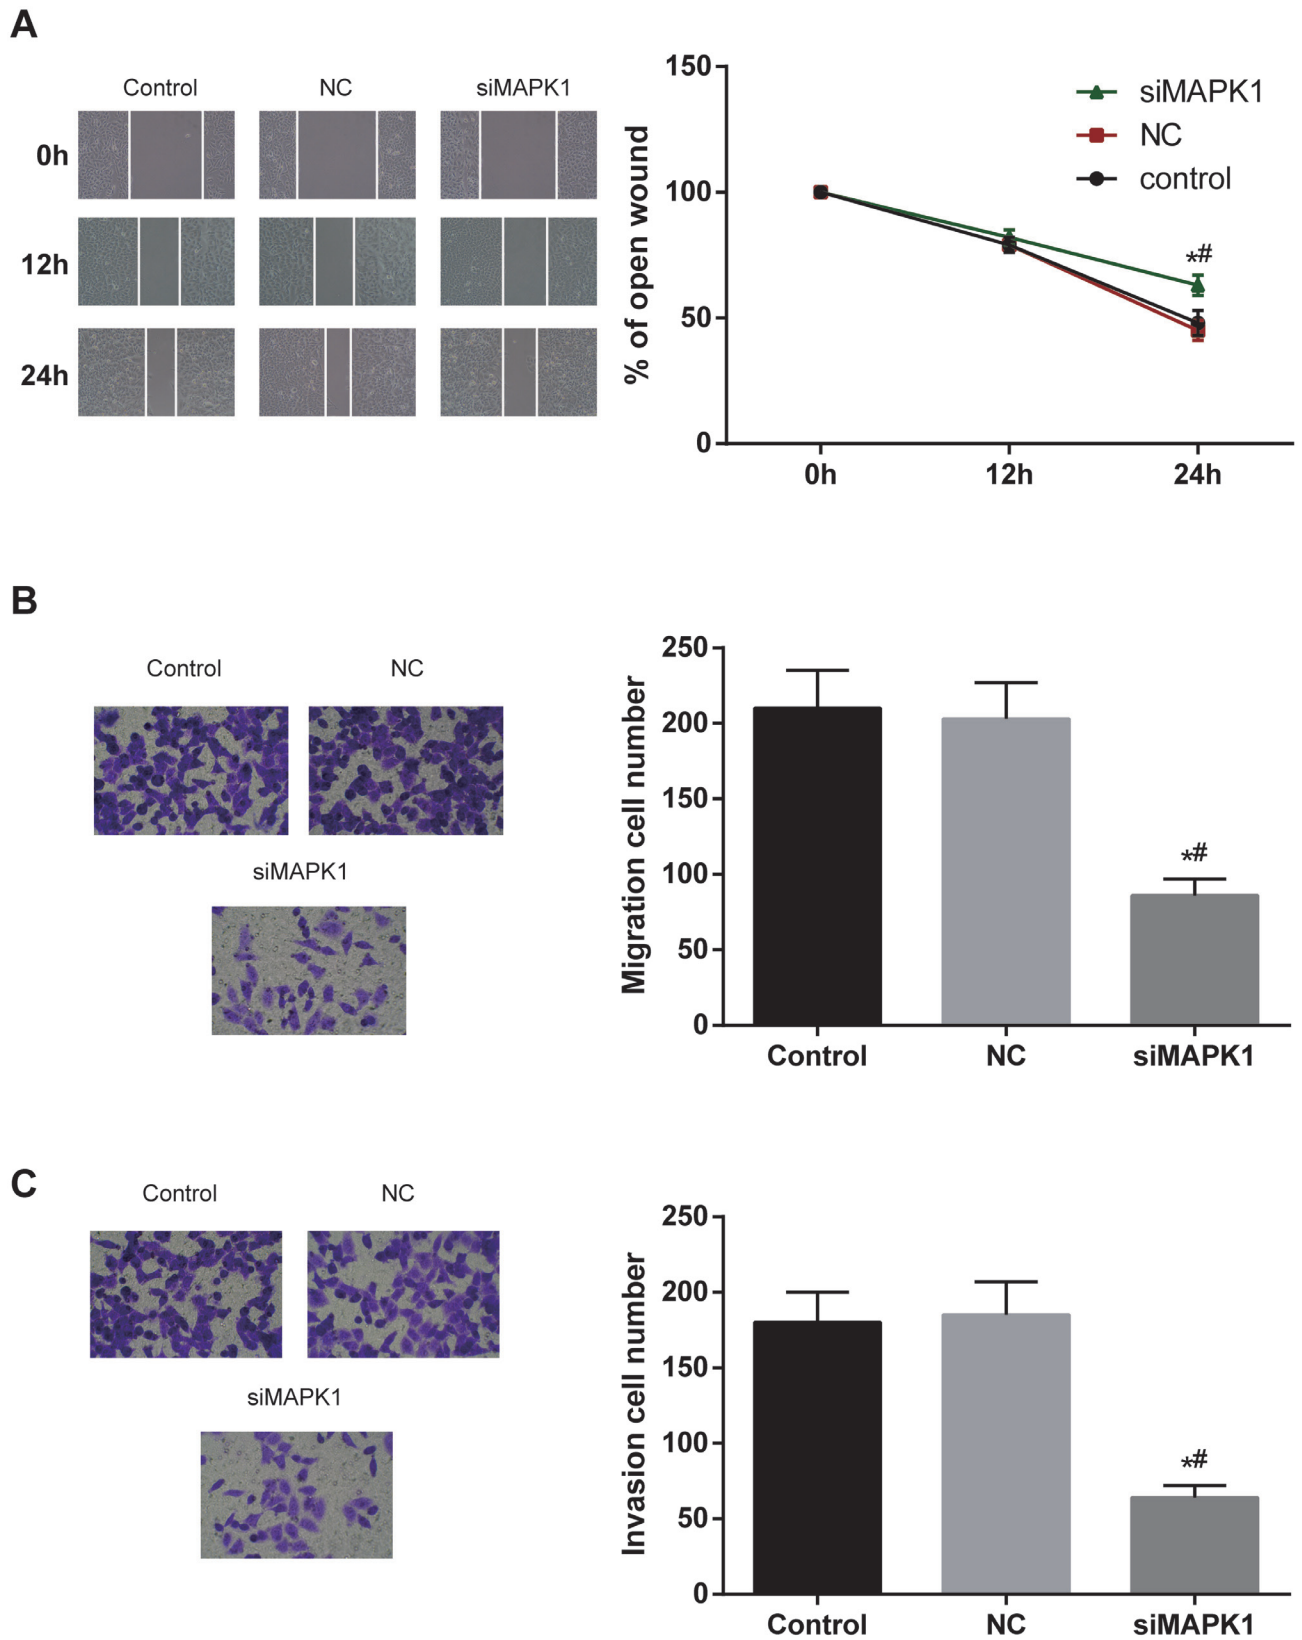 A
Control NC siMAPK1
0h
12h
24h
% of open wound
150
100
50
0
0h 12h 24h
siMAPK1
NC
control
*#
B
Control NC
siMAPK1
Migration cell number
250
200
150
100
50
0
Control NC siMAPK1
*#
C
Control NC
siMAPK1
Invasion cell number
250
200
150
100
50
0
Control NC siMAPK1
*#